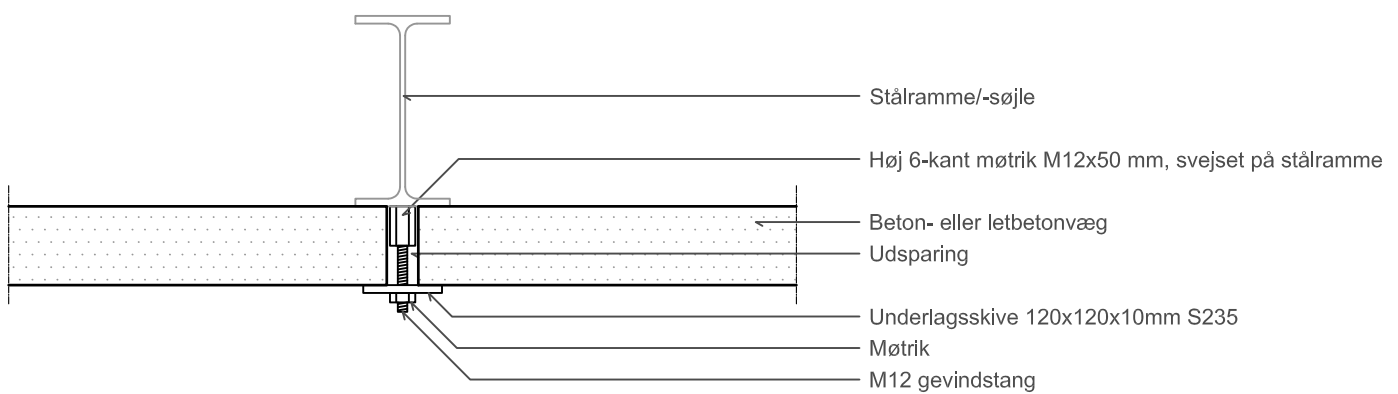 Stålramme/-søjle
Høj 6-kant møtrik M12x50 mm, svejset på stålramme
Beton- eller letbetonvæg
Udsparing
Underlagsskive 120x120x10mm S235
Møtrik
M12 gevindstang